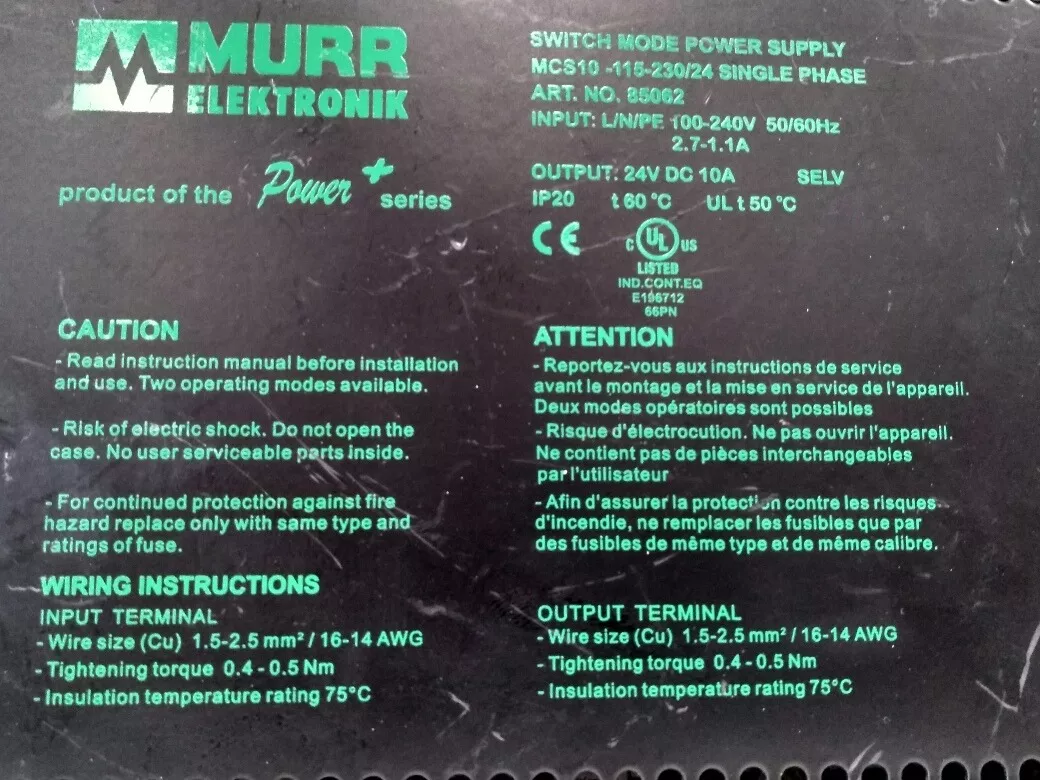 MURR
ELEKTRONIK
product of the Power+ series
SWITCH MODE POWER SUPPLY
MCS10 -115-230/24 SINGLE PHASE
ART. NO. 85062
INPUT: L/N/PE 100-240V 50/60Hz
2.7-1.1A
OUTPUT: 24V DC 10A SELV
IP20 t 60 °C UL t 50 °C
CE c UL US
LISTED
IND.CONT.EQ
E196712
66PN
CAUTION
- Read instruction manual before installation
and use. Two operating modes available.
- Risk of electric shock. Do not open the
case. No user serviceable parts inside.
- For continued protection against fire
hazard replace only with same type and
ratings of fuse.
ATTENTION
- Reportez-vous aux instructions de service
avant le montage et la mise en service de l'appareil.
Deux modes opératoires sont possibles
- Risque d'électrocution. Ne pas ouvrir l'appareil.
Ne contient pas de pièces interchangeables
par l'utilisateur
- Afin d'assurer la protection contre les risques
d'incendie, ne remplacer les fusibles que par
des fusibles de même type et de même calibre.
WIRING INSTRUCTIONS
INPUT TERMINAL
- Wire size (Cu) 1.5-2.5 mm² / 16-14 AWG
- Tightening torque 0.4 - 0.5 Nm
- Insulation temperature rating 75°C
OUTPUT TERMINAL
- Wire size (Cu) 1.5-2.5 mm² / 16-14 AWG
- Tightening torque 0.4 - 0.5 Nm
- Insulation temperature rating 75°C